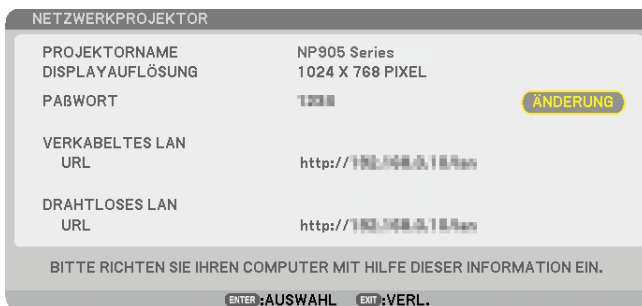 NETZWERKPROJEKTOR
PROJEKTORNAME NP905 Series
DISPLAYAUFLÖSUNG 1024 X 768 PIXEL
PAßWORT ÄNDERUNG
VERKABELTES LAN
URL http://
DRAHTLOSES LAN
URL http://
BITTE RICHTEN SIE IHREN COMPUTER MIT HILFE DIESER INFORMATION EIN.
ENTER :AUSWAHL EXIT :VERL.